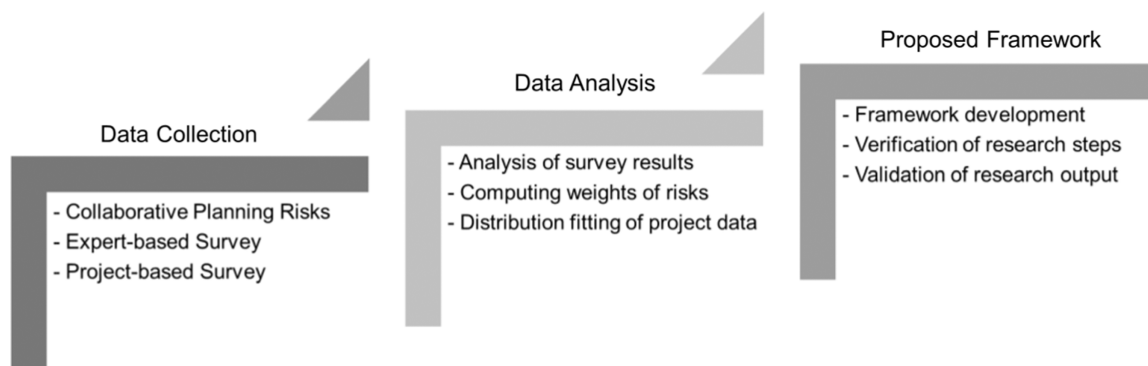 Data Collection
- Collaborative Planning Risks
- Expert-based Survey
- Project-based Survey
Data Analysis
- Analysis of survey results
- Computing weights of risks
- Distribution fitting of project data
Proposed Framework
- Framework development
- Verification of research steps
- Validation of research output